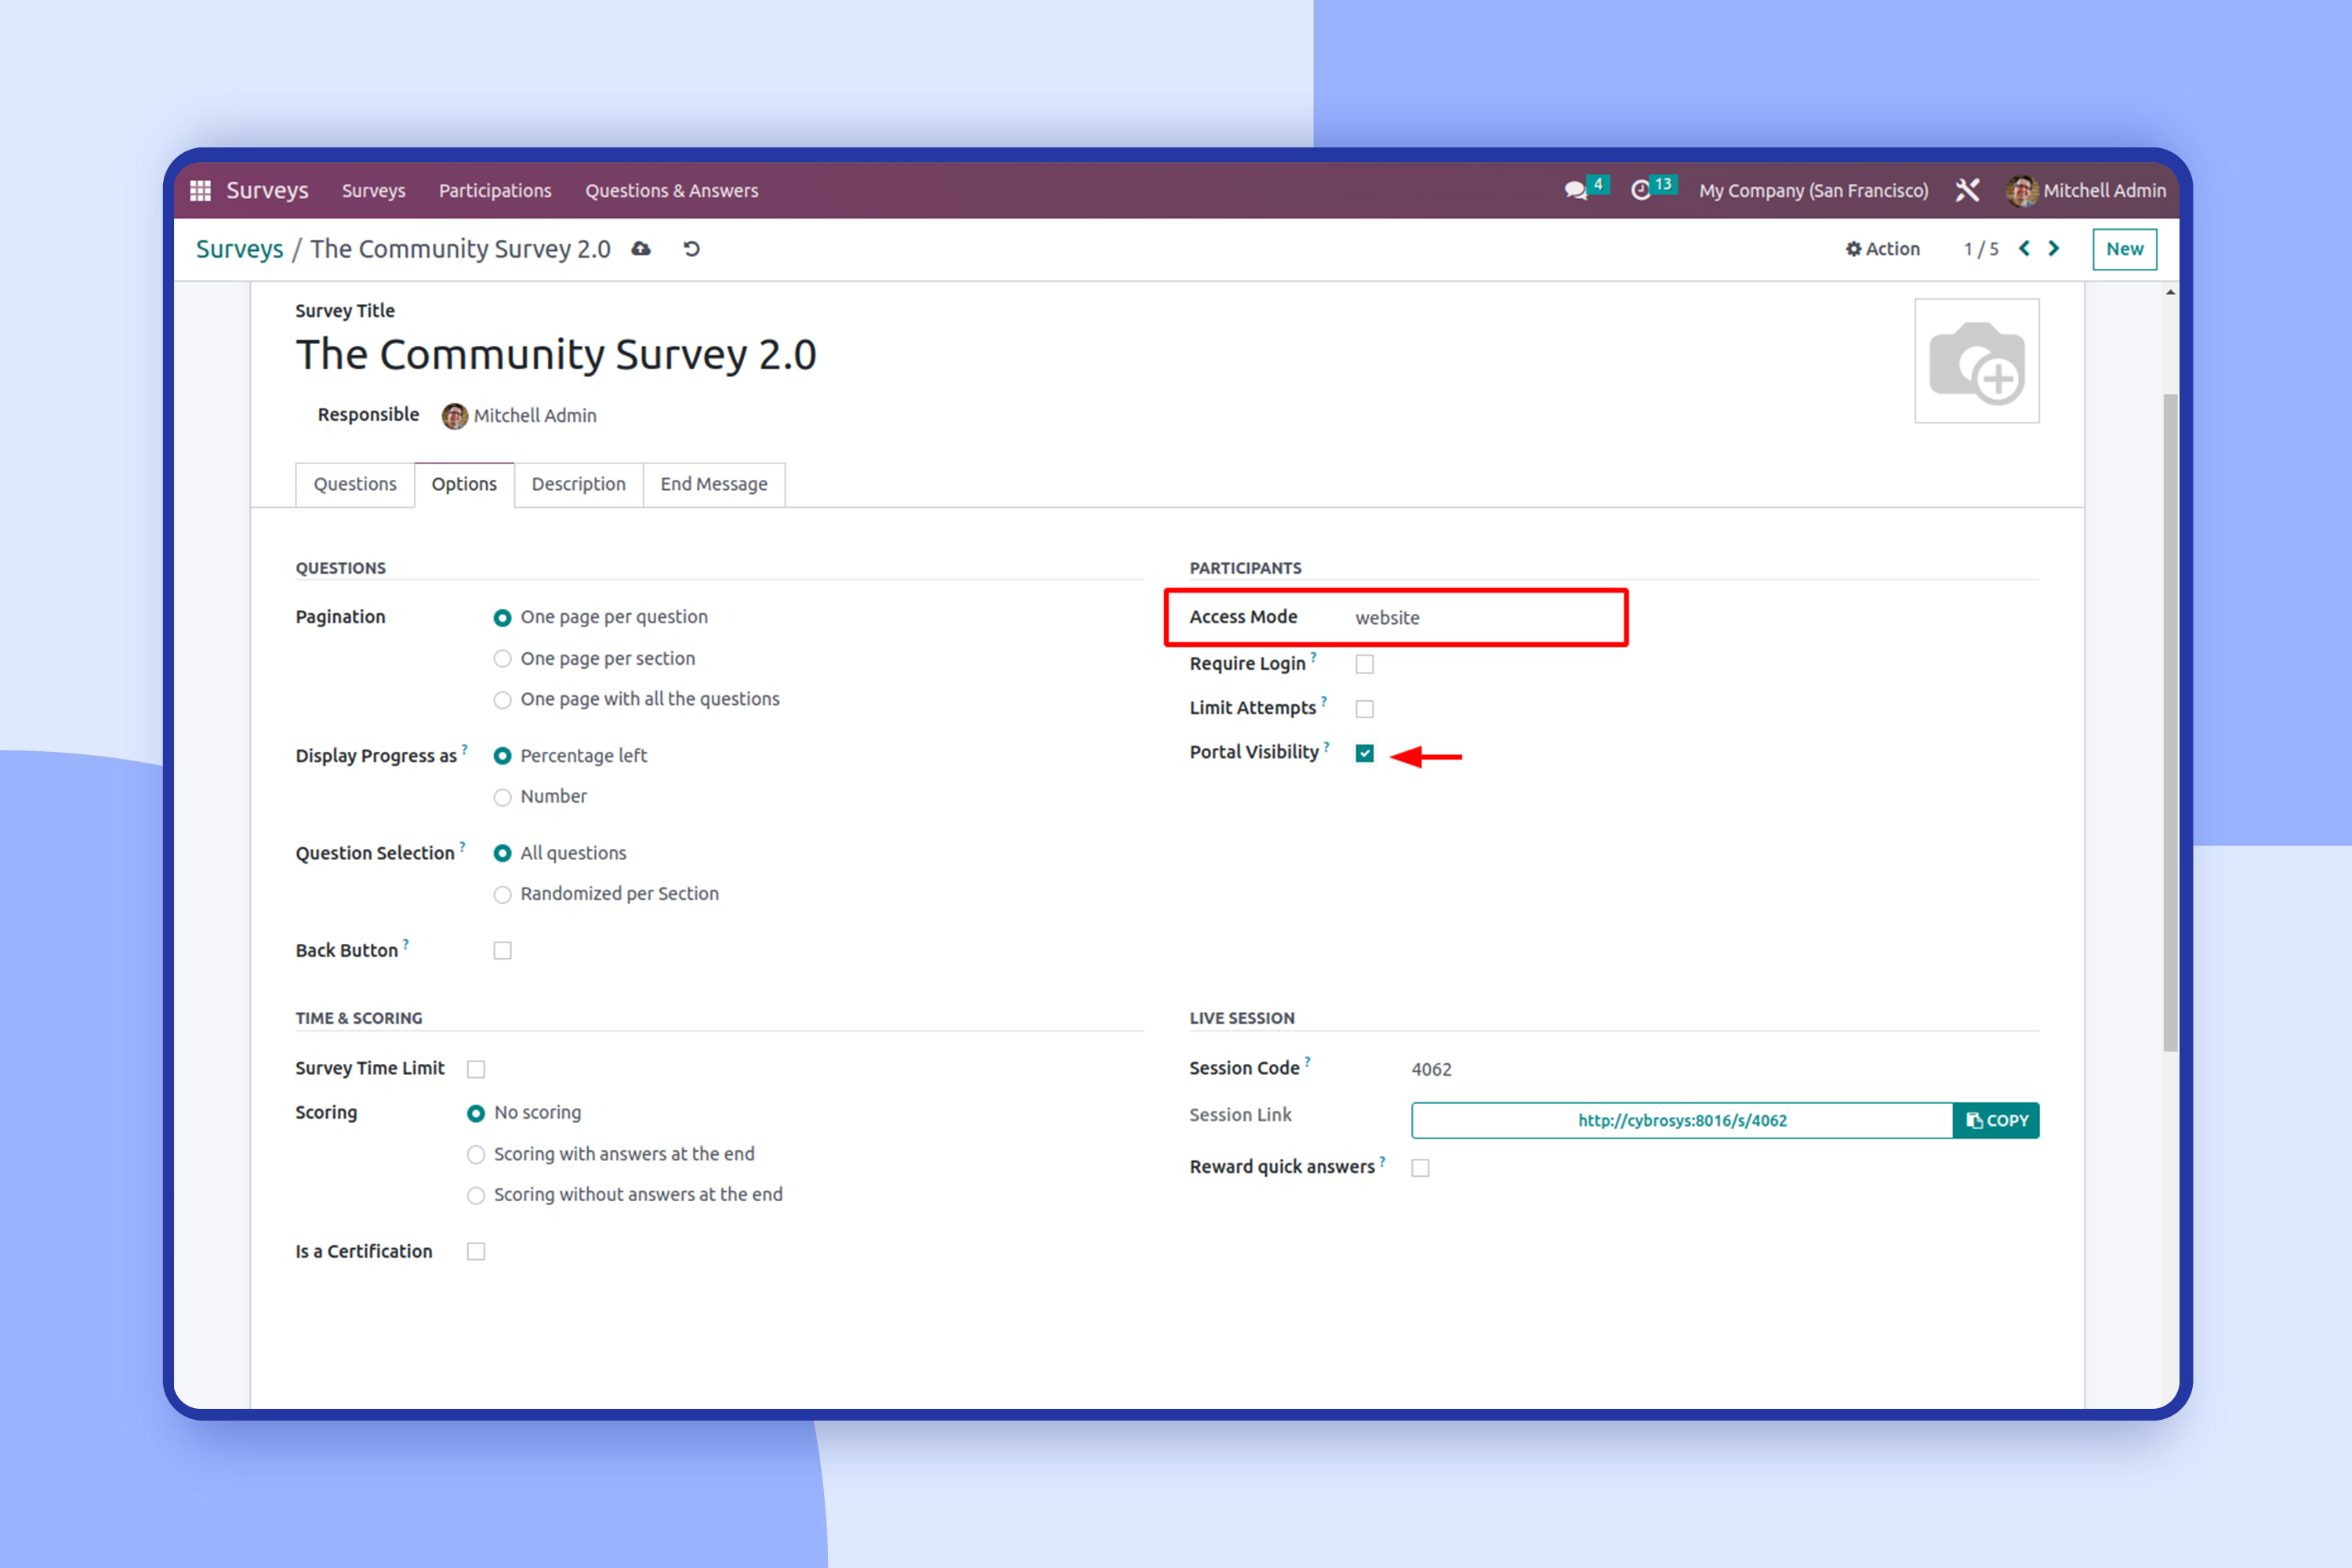 Surveys Surveys Participations Questions & Answers 4 13 My Company (San Francisco) Mitchell Admin
Surveys / The Community Survey 2.0 Action 1 / 5 New
Survey Title
The Community Survey 2.0
Responsible Mitchell Admin
Questions Options Description End Message
QUESTIONS
Pagination One page per question
One page per section
One page with all the questions
Display Progress as ? Percentage left
Number
Question Selection ? All questions
Randomized per Section
Back Button ?
PARTICIPANTS
Access Mode website
Require Login ?
Limit Attempts ?
Portal Visibility ?
TIME & SCORING
Survey Time Limit
Scoring No scoring
Scoring with answers at the end
Scoring without answers at the end
Is a Certification
LIVE SESSION
Session Code ? 4062
Session Link http://cybrosys:8016/s/4062 COPY
Reward quick answers ?